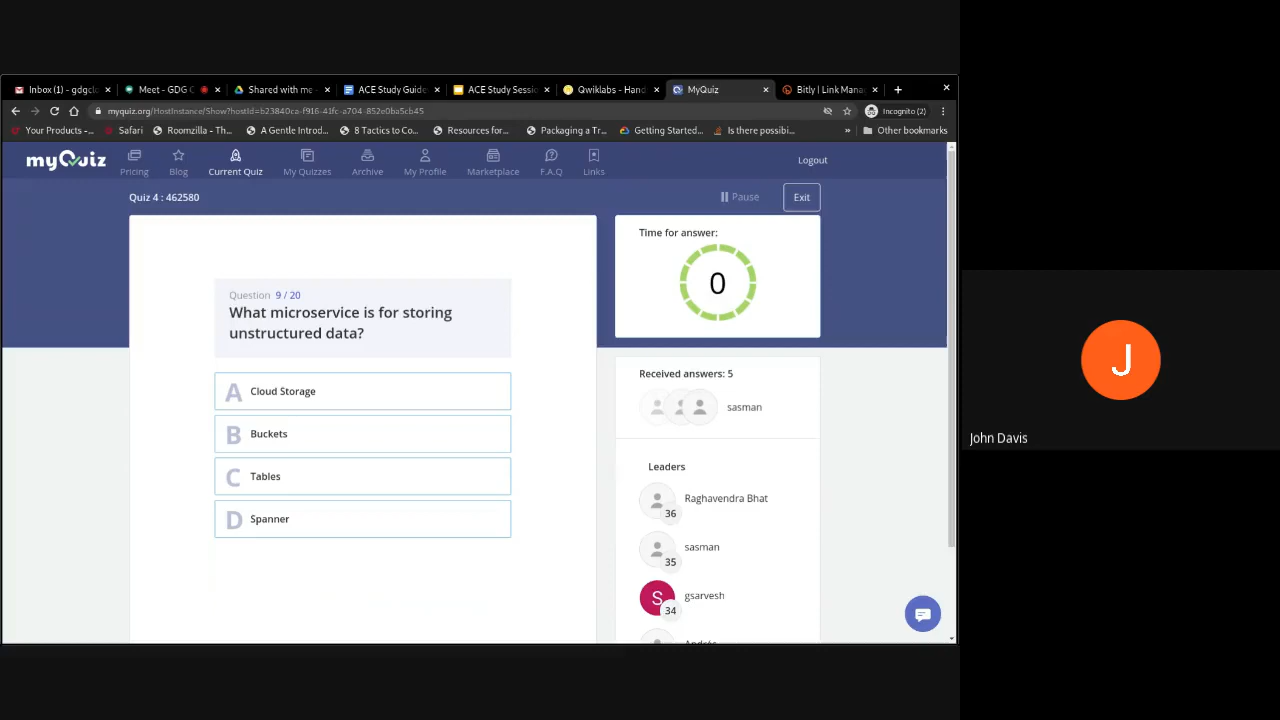 Inbox (1) - gdgclo
Meet - GDG C
Shared with me -
ACE Study Guide
ACE Study Sessi
Qwiklabs - Hand
MyQuiz
Bitly | Link Mana
myquiz.org/HostInstance/Show?hostId=b23840ca-f916-41fc-a704-852e0ba5cb45
Incognito (2)
Your Products -...
Safari
Roomzilla - Th...
A Gentle Introd...
8 Tactics to Co...
Resources for...
Packaging a Tr...
Getting Started...
Is there possibi...
»
Other bookmarks
myQuiz
Pricing
Blog
Current Quiz
My Quizzes
Archive
My Profile
Marketplace
F.A.Q
Links
Logout
Quiz 4 : 462580
Pause
Exit
Question 9 / 20
What microservice is for storing
unstructured data?
A Cloud Storage
B Buckets
C Tables
D Spanner
Time for answer:
0
Received answers: 5
sasman
Leaders
Raghavendra Bhat
36
sasman
35
S
gsarvesh
34
J
John Davis